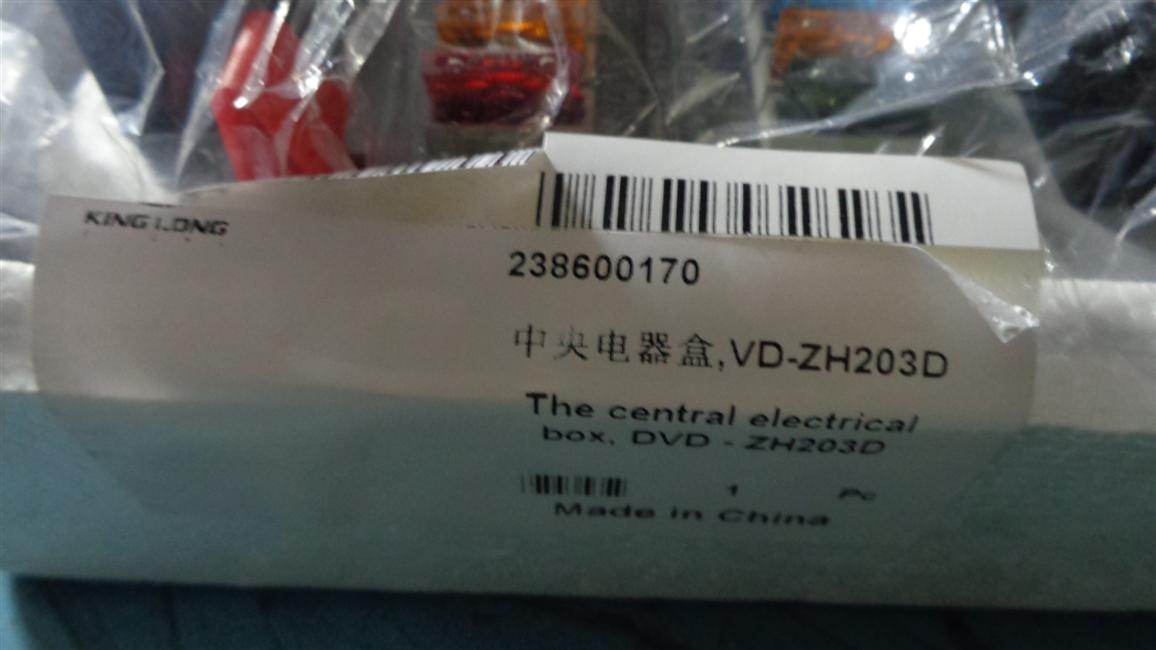 KING LONG
238600170
中央电器盒,VD-ZH203D
The central electrical
box, DVD - ZH203D
1 Pc
Made in China